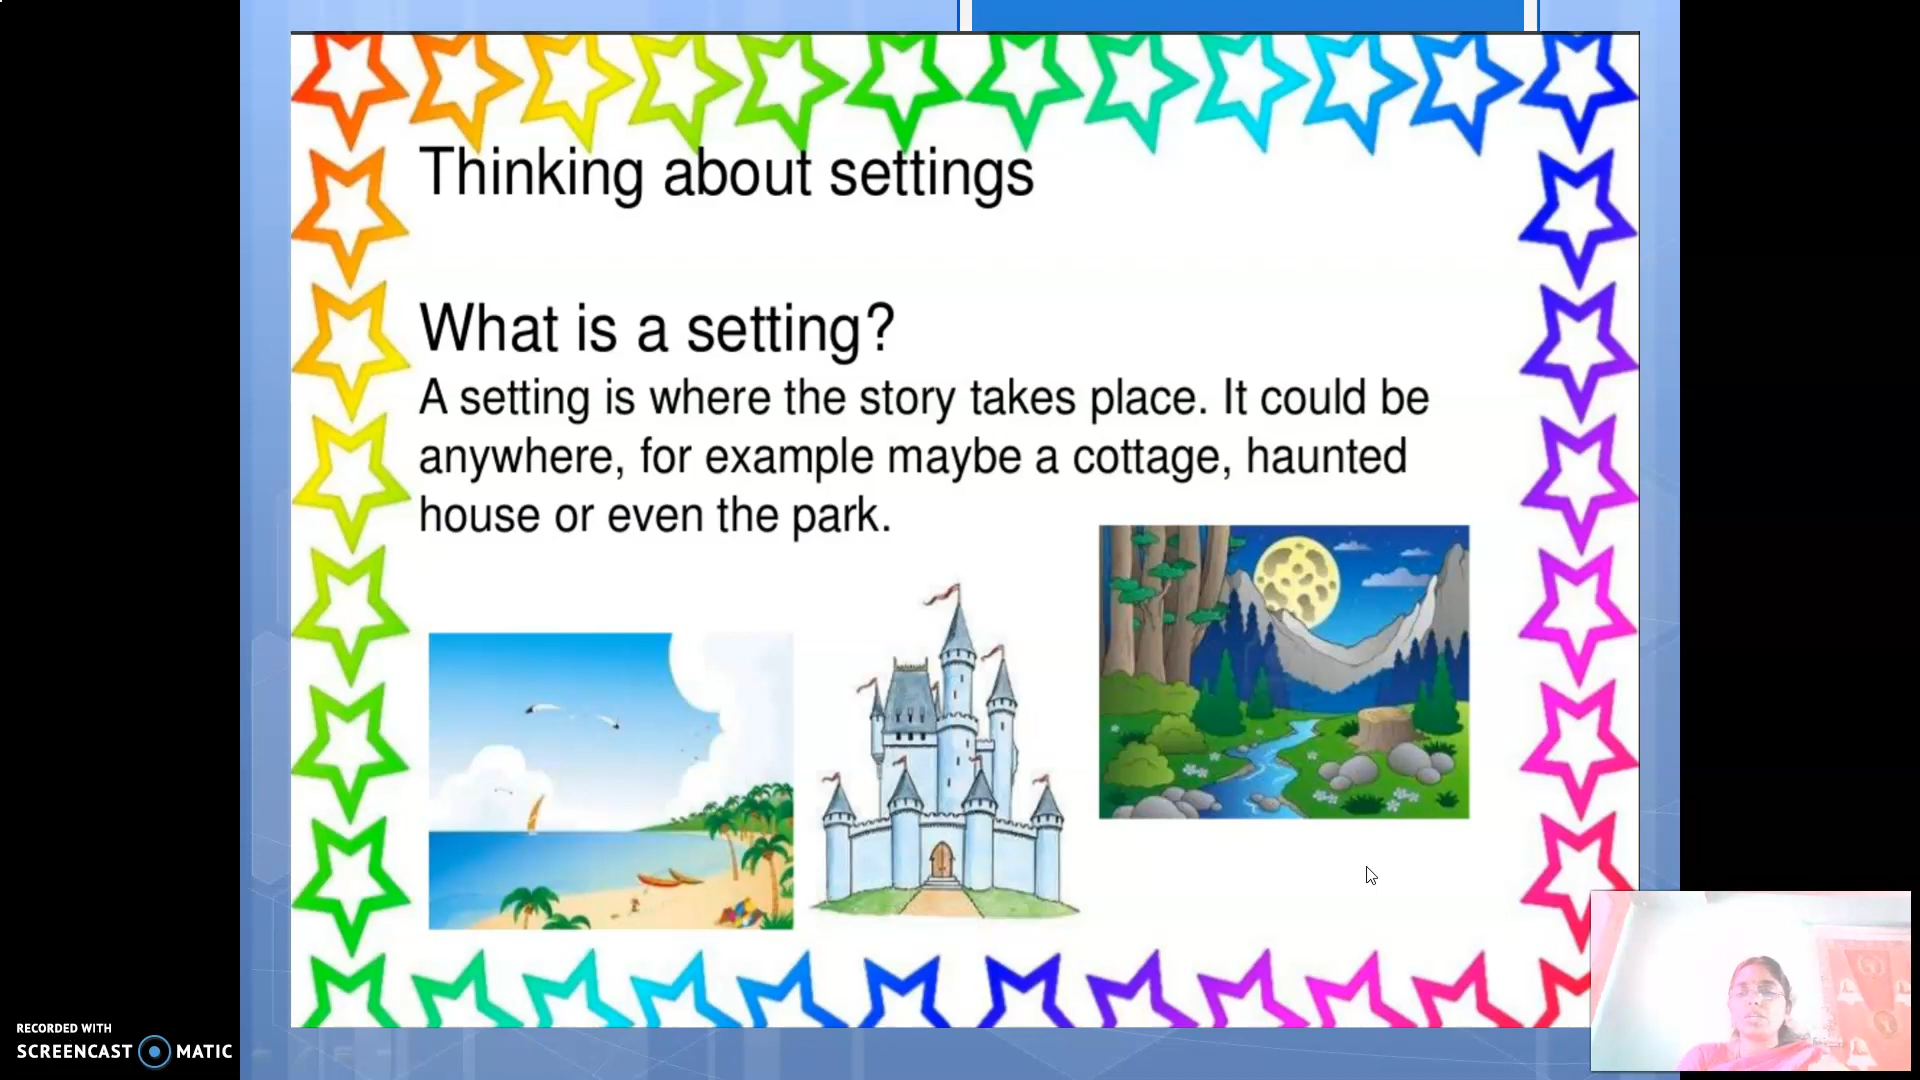 Thinking about settings
What is a setting?
A setting is where the story takes place. It could be
anywhere, for example maybe a cottage, haunted
house or even the park.
RECORDED WITH
SCREENCAST MATIC